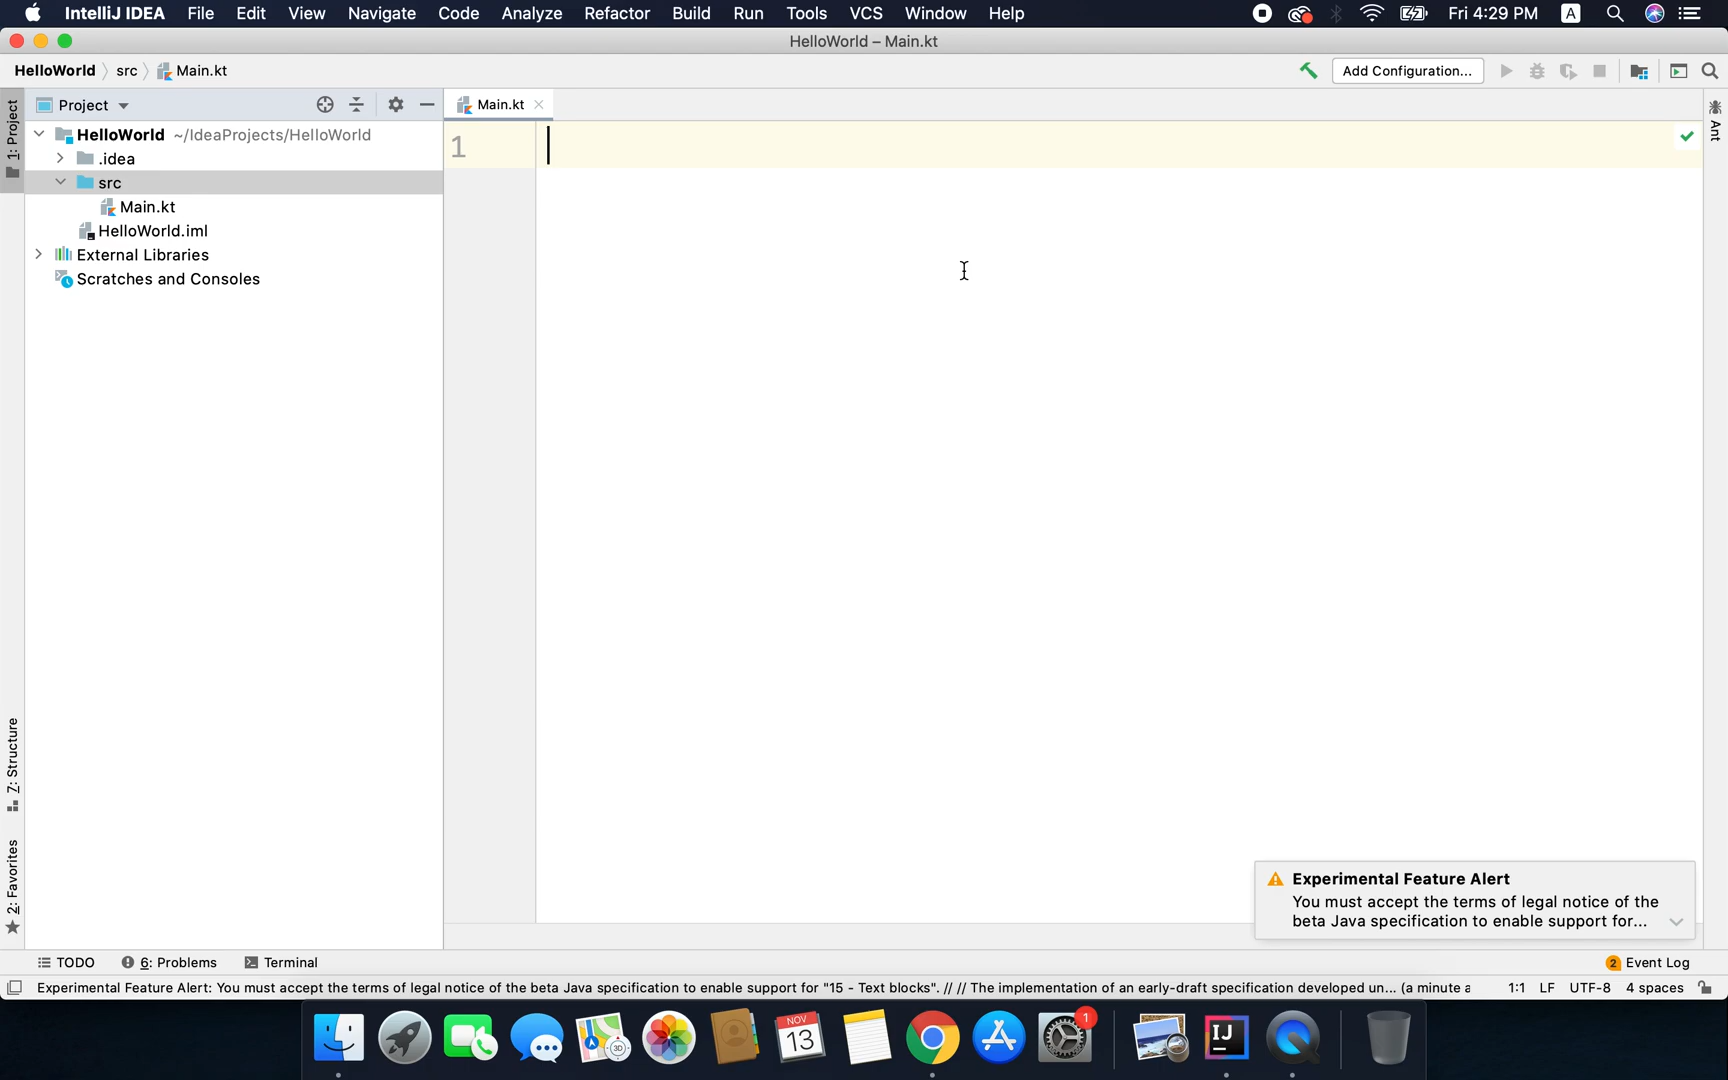 IntelliJ IDEA File Edit View Navigate Code Analyze Refactor Build Run Tools VCS Window Help Fri 4:29 PM A
HelloWorld – Main.kt
HelloWorld src Main.kt Add Configuration...
1: Project
Project
Main.kt
Ant
HelloWorld ~/IdeaProjects/HelloWorld
1
.idea
src
Main.kt
HelloWorld.iml
External Libraries
Scratches and Consoles
Z: Structure
2: Favorites
Experimental Feature Alert
You must accept the terms of legal notice of the
beta Java specification to enable support for...
TODO 6: Problems Terminal 2 Event Log
Experimental Feature Alert: You must accept the terms of legal notice of the beta Java specification to enable support for "15 - Text blocks". // // The implementation of an early-draft specification developed un... (a minute a 1:1 LF UTF-8 4 spaces
3D
NOV
13
1
IJ